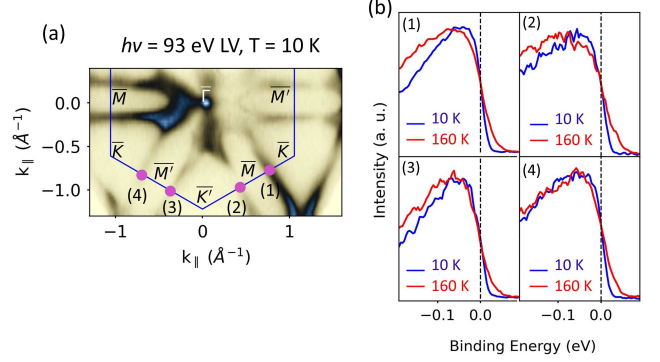 (a)
hν = 93 eV LV, T = 10 K
k∥ (Å⁻¹)
0.0
−0.5
−1.0
M̅
Γ̅
M̅'̅
K̅
M̅'̅
K̅'̅
M̅
(4)
(3)
(2)
(1)
−1
0
1
k∥ (Å⁻¹)
(b)
Intensity (a. u.)
(1)
10 K
160 K
(2)
10 K
160 K
(3)
10 K
160 K
(4)
10 K
160 K
−0.1
0.0
−0.1
0.0
Binding Energy (eV)